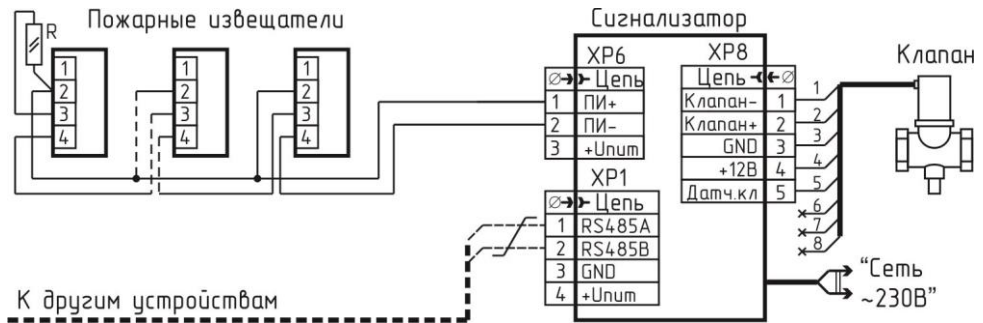 Пожарные извещатели
Сигнализатор
R
1
2
3
4
1
2
3
4
1
2
3
4
XP6
Цепь
1 ПИ+
2 ПИ-
3 +Uпит
XP1
Цепь
1 RS485A
2 RS485B
3 GND
4 +Uпит
XP8
Цепь
Клапан- 1
Клапан+ 2
GND 3
+12В 4
Датч.кл 5
1
2
3
4
5
6
7
8
Клапан
"Сеть
~230В"
К другим устройствам